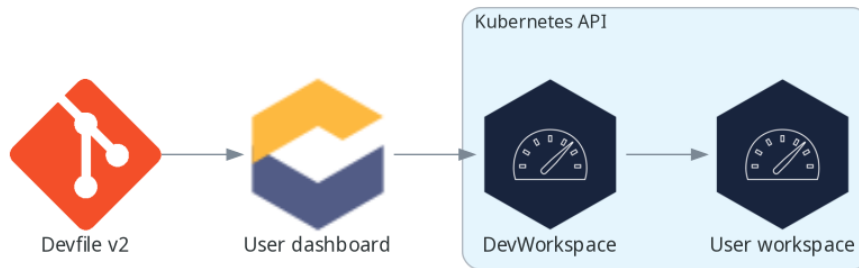 Kubernetes API
Devfile v2
User dashboard
DevWorkspace
User workspace